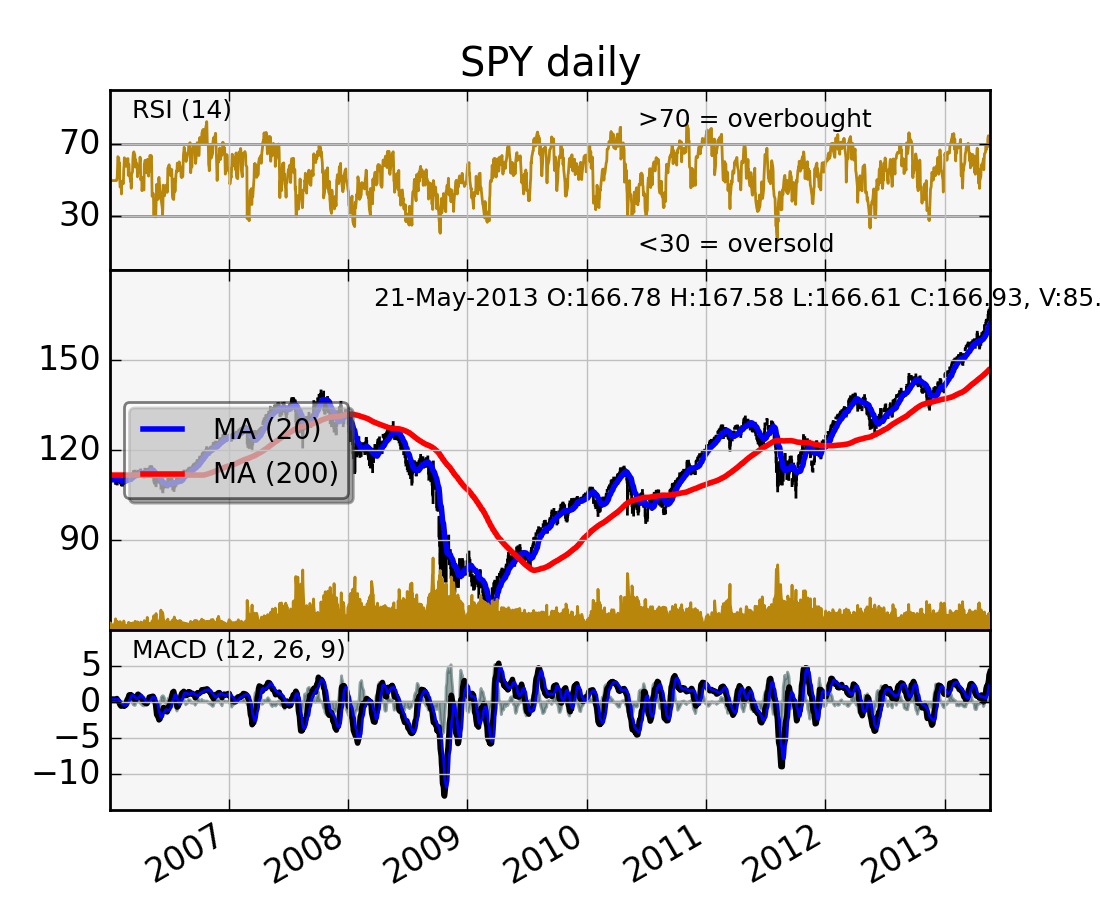 SPY daily
RSI (14)
>70 = overbought
70
30
<30 = oversold
21-May-2013 O:166.78 H:167.58 L:166.61 C:166.93, V:85.
150
120
90
MA (20)
MA (200)
MACD (12, 26, 9)
5
0
−5
−10
2007 2008 2009 2010 2011 2012 2013